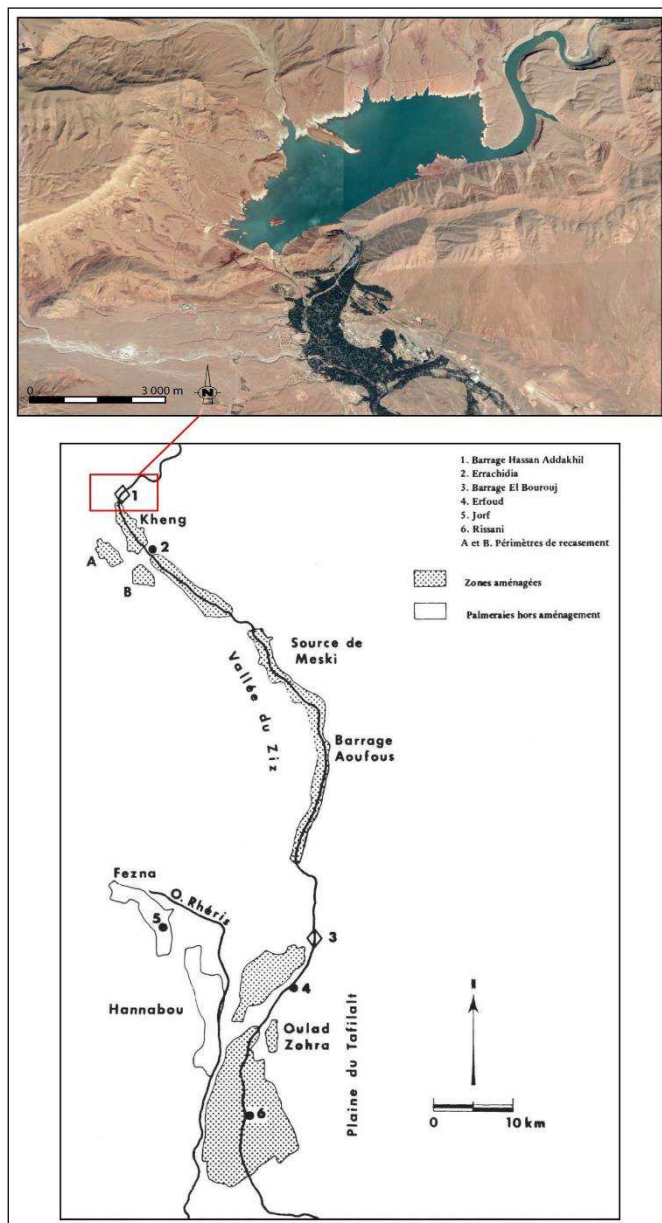 0 3 000 m
N
1. Barrage Hassan Addakhil
2. Errachidia
3. Barrage El Bourouj
4. Erfoud
5. Jorf
6. Rissani
A et B. Périmètres de recasement
Zones aménagées
Palmeraies hors aménagement
1
Kheng
2
A
B
Source de
Meski
Vallée du Ziz
Barrage
Aoufous
Fezna
O. Rhéris
5
3
4
Hannabou
Oulad
Zohra
Plaine du Tafilalt
6
N
0 10 km